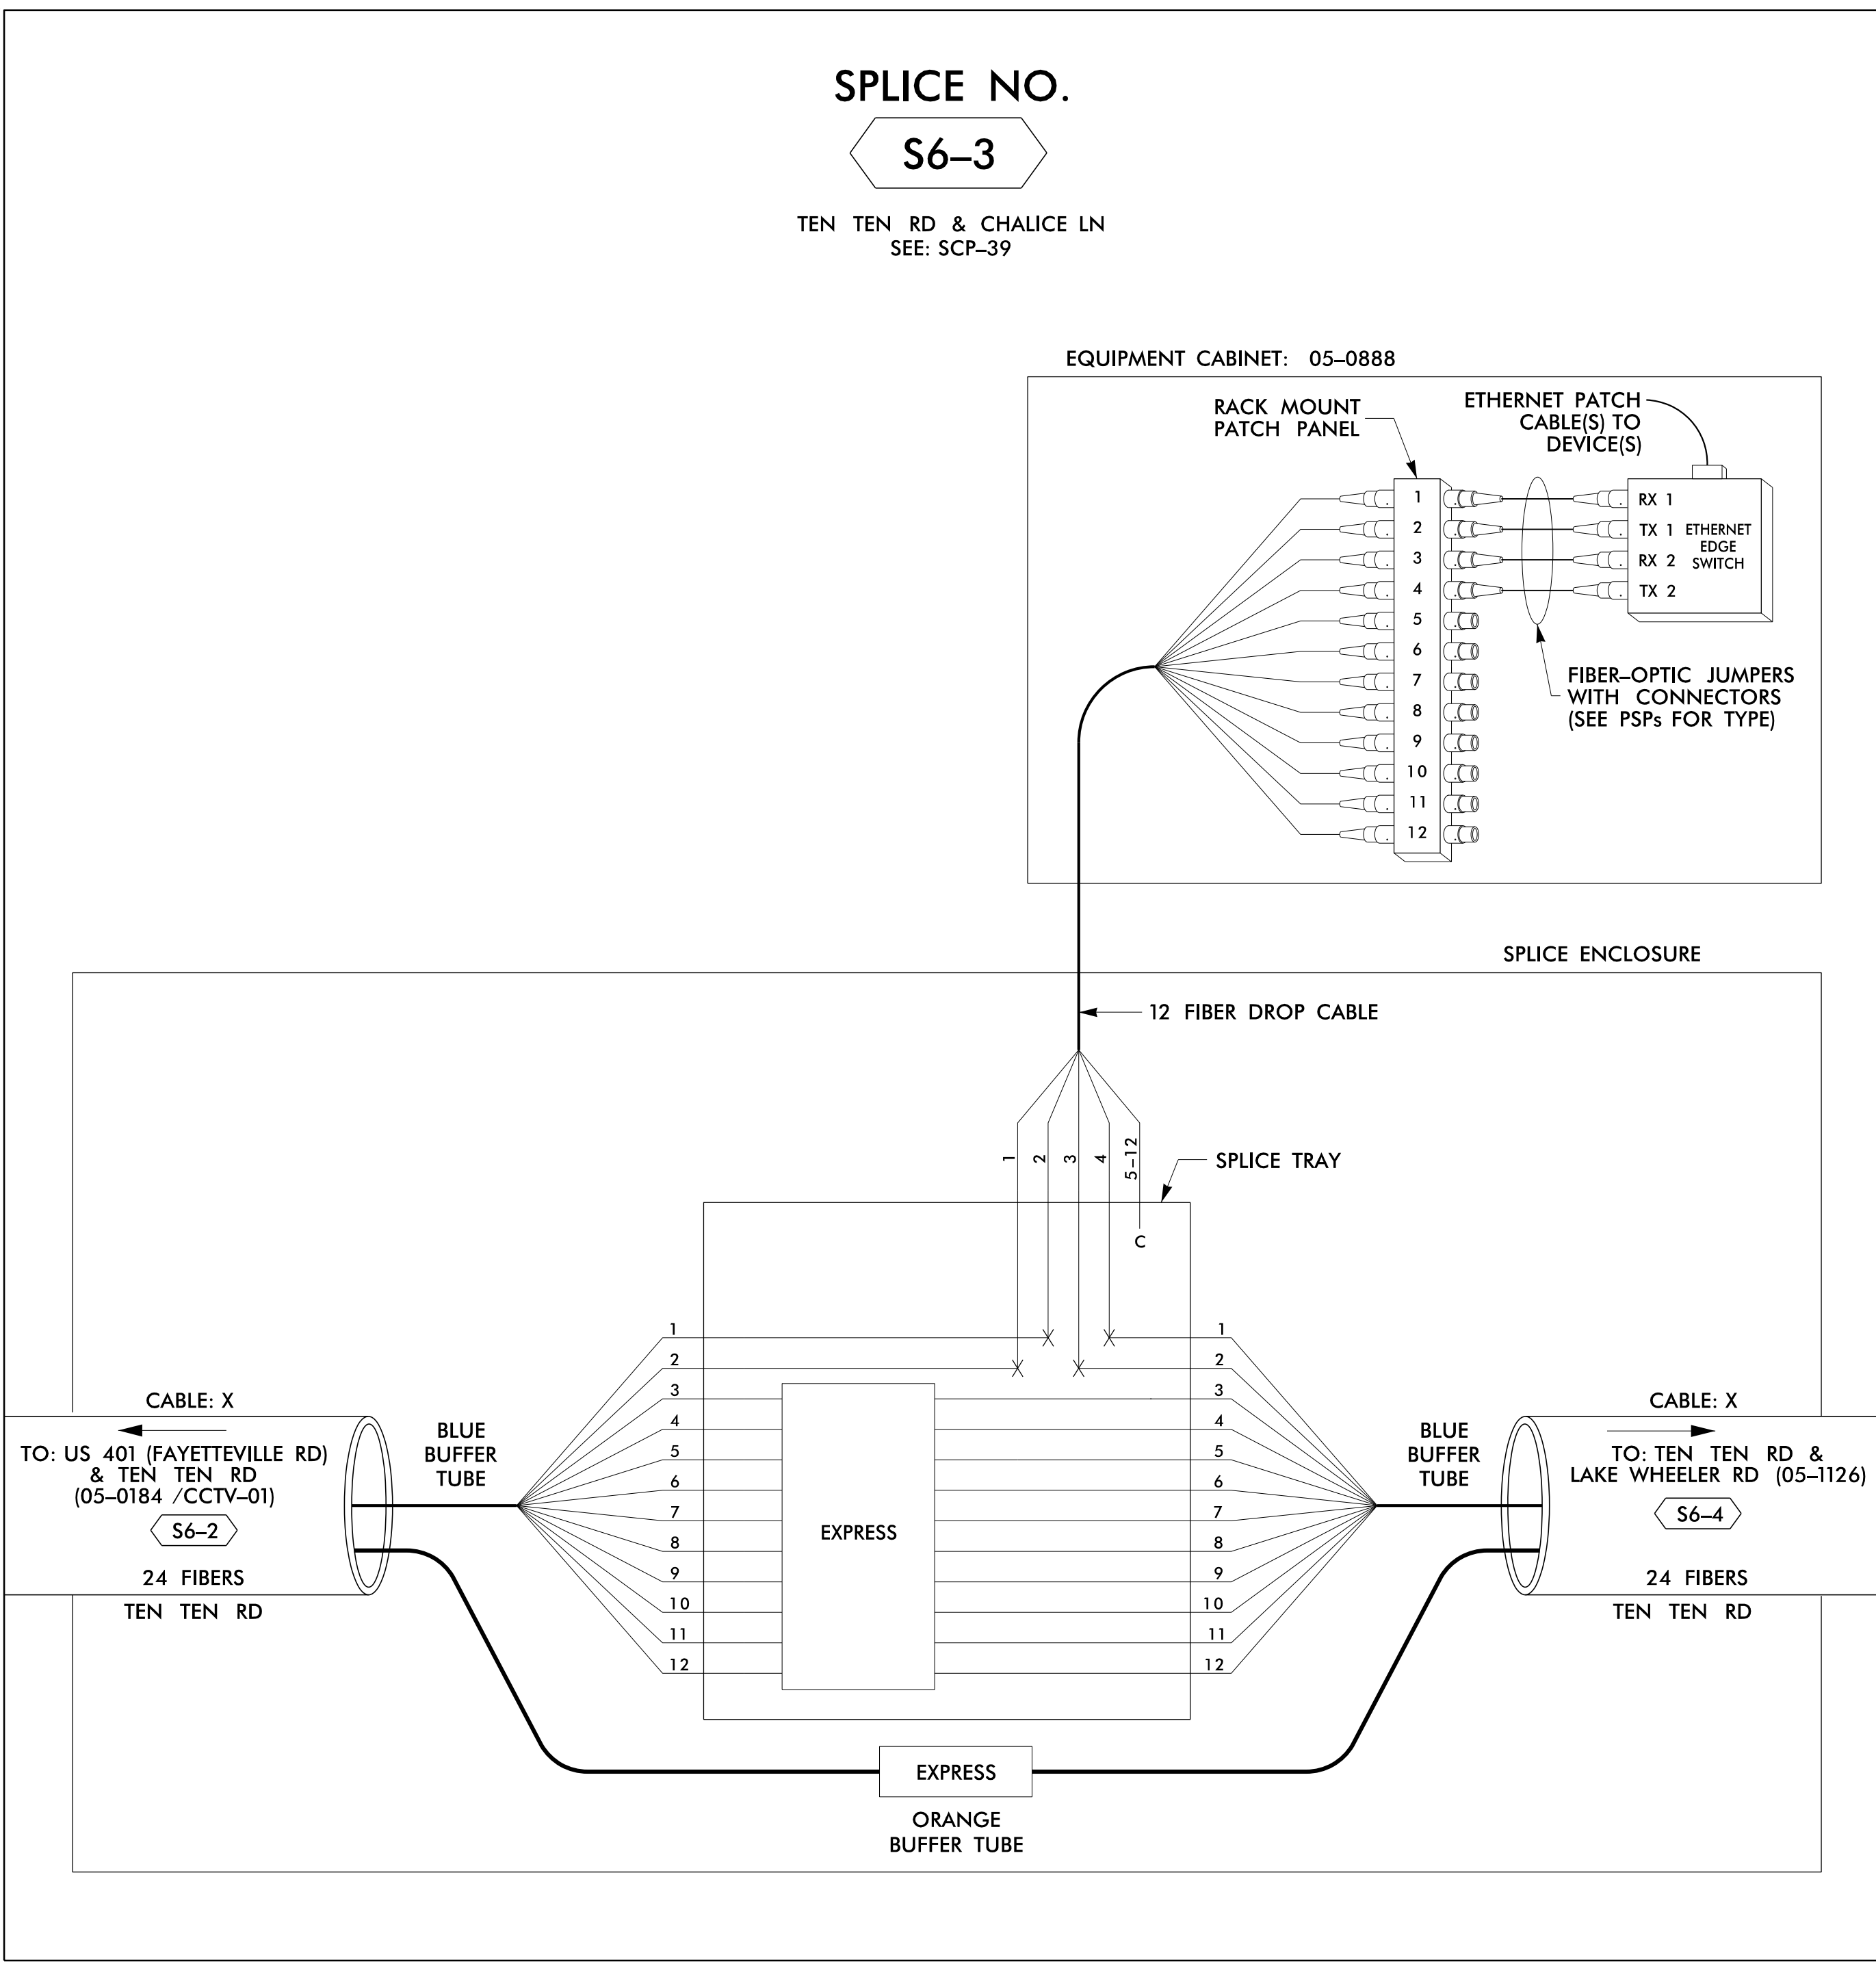 SPLICE NO.
S6–3
TEN TEN RD & CHALICE LN
SEE: SCP–39
EQUIPMENT CABINET: 05–0888
RACK MOUNT
PATCH PANEL
ETHERNET PATCH
CABLE(S) TO
DEVICE(S)
1
2
3
4
5
6
7
8
9
10
11
12
RX 1
TX 1
RX 2
TX 2
ETHERNET
EDGE
SWITCH
FIBER–OPTIC JUMPERS
WITH CONNECTORS
(SEE PSPs FOR TYPE)
SPLICE ENCLOSURE
12 FIBER DROP CABLE
1
2
3
4
5–12
C
SPLICE TRAY
1
2
3
4
5
6
7
8
9
10
11
12
EXPRESS
1
2
3
4
5
6
7
8
9
10
11
12
CABLE: X
TO: US 401 (FAYETTEVILLE RD)
& TEN TEN RD
(05–0184 /CCTV–01)
S6–2
24 FIBERS
TEN TEN RD
BLUE
BUFFER
TUBE
BLUE
BUFFER
TUBE
CABLE: X
TO: TEN TEN RD &
LAKE WHEELER RD (05–1126)
S6–4
24 FIBERS
TEN TEN RD
EXPRESS
ORANGE
BUFFER TUBE